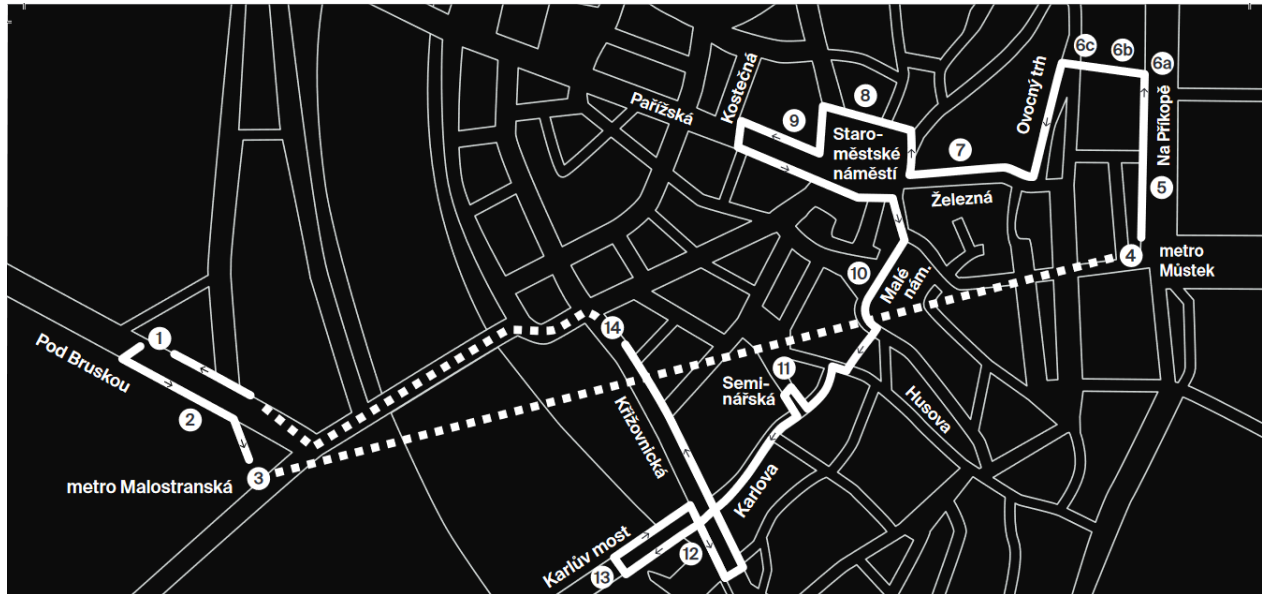 6c
6b
6a
Kostečná
Pařížská
8
9
Ovocný trh
Na Příkopě
Staro-
městské
náměstí
7
5
Železná
4
metro
Můstek
10
Malé
nám.
14
1
Pod Bruskou
2
11
Semi-
nářská
Husova
Křižovnická
3
metro Malostranská
Karlova
Karlův most
12
13